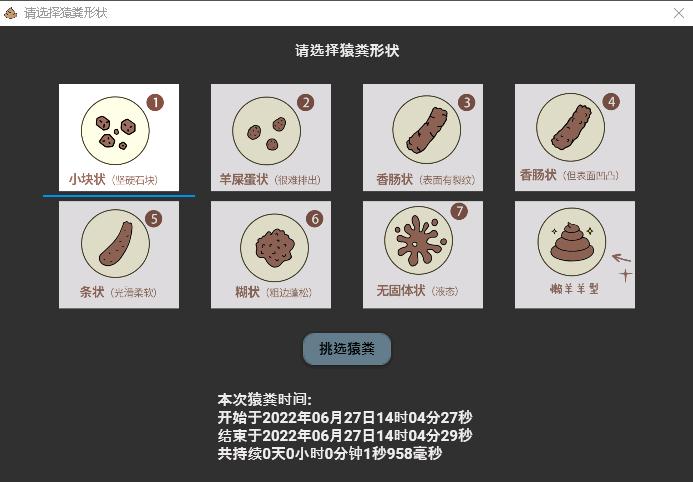 请选择猿粪形状
请选择猿粪形状
1
小块状（坚硬石块）
2
羊屎蛋状（很难排出）
3
香肠状（表面有裂纹）
4
香肠状（但表面凹凸）
5
条状（光滑柔软）
6
糊状（粗边蓬松）
7
无固体状（液态）
懒羊羊型
挑选猿粪
本次猿粪时间:
开始于2022年06月27日14时04分27秒
结束于2022年06月27日14时04分29秒
共持续0天0小时0分钟1秒958毫秒